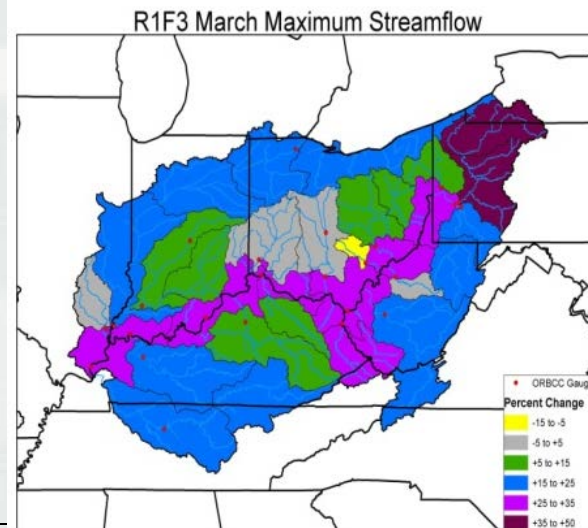 R1F3 March Maximum Streamflow
ORBCC Gaug
Percent Change
-15 to -5
-5 to +5
+5 to +15
+15 to +25
+25 to +35
+35 to +50